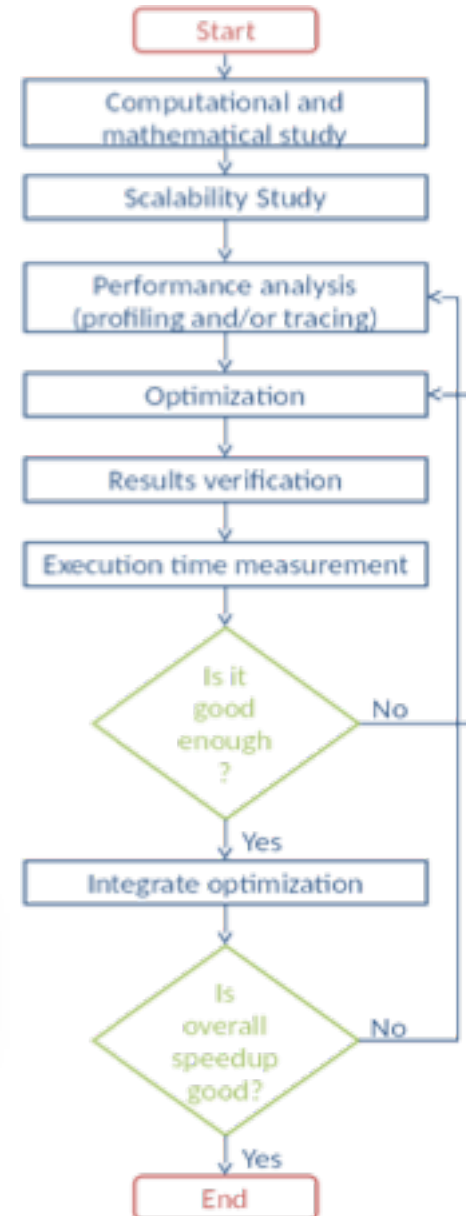 Start
Computational and
mathematical study
Scalability Study
Performance analysis
(profiling and/or tracing)
Optimization
Results verification
Execution time measurement
Is it
good
enough
?
No
Yes
Integrate optimization
Is
overall
speedup
good?
No
Yes
End